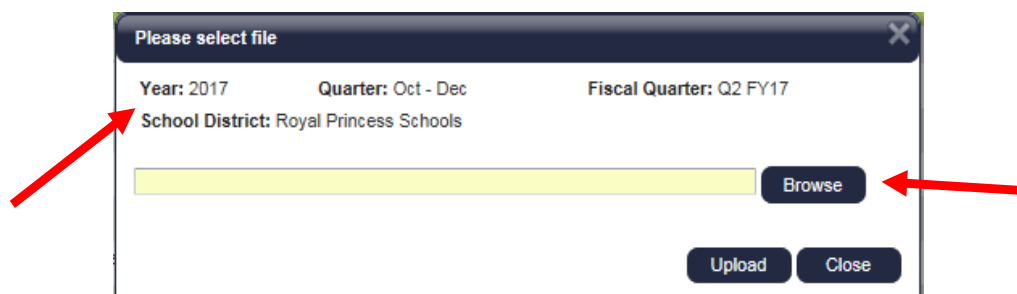 Please select file
Year: 2017 Quarter: Oct - Dec Fiscal Quarter: Q2 FY17
School District: Royal Princess Schools
Browse
Upload Close